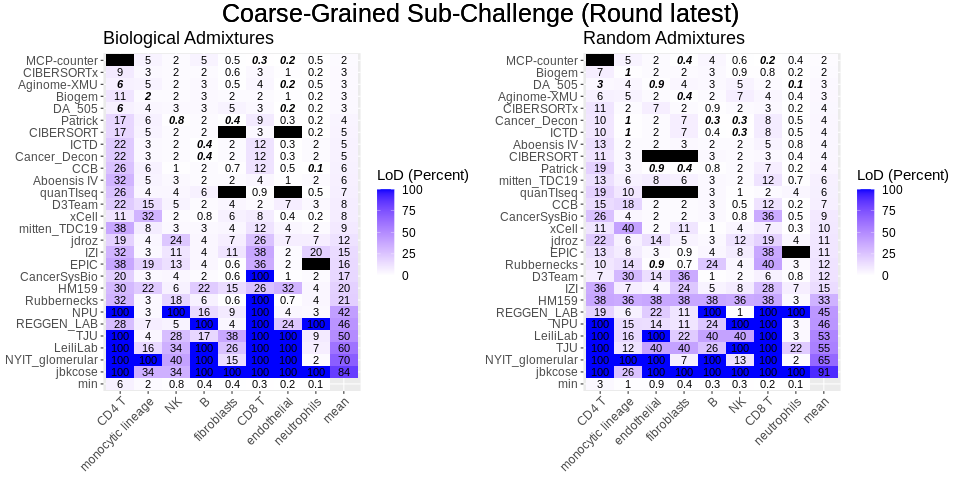 Coarse-Grained Sub-Challenge (Round latest)
Biological Admixtures
MCP-counter 5 2 5 0.5 0.3 0.2 0.5 2
CIBERSORTx 9 3 2 2 0.6 3 1 0.2 3
Aginome-XMU 6 5 2 3 0.5 4 0.2 0.5 3
Biogem 11 2 2 3 2 2 1 0.2 3
DA_505 6 4 3 3 5 3 0.2 0.2 3
Patrick 17 6 0.8 2 0.4 9 0.3 0.2 4
CIBERSORT 17 5 2 2 3 0.4 5
ICTD 22 3 2 0.4 2 12 0.3 2 5
Cancer_Decon 22 3 2 0.4 2 12 0.3 2 5
CCB 26 6 1 2 0.7 12 0.5 0.1 6
Aboensis IV 32 5 3 2 2 4 1 2 6
quanTIseq 26 4 4 6 0.9 0.5 7
D3Team 22 15 5 2 4 2 7 3 8
xCell 11 32 2 0.8 6 8 0.4 0.2 8
mitten_TDC19 38 8 3 3 4 12 4 2 9
jdroz 19 4 24 4 7 26 7 7 12
IZI 32 3 11 4 11 38 2 20 15
EPIC 38 19 13 4 0.6 36 2 16
CancerSysBio 20 3 4 2 6 100 2 2 17
HM159 30 22 6 22 15 26 32 4 20
Rubbernecks 32 3 18 6 0.6 100 0.7 4 21
NPU 100 3 100 16 9 100 4 3 42
REGGEN_LAB 28 7 5 100 4 100 24 100 46
TJU 100 4 28 17 38 100 100 9 50
LeiliLab 100 16 34 100 26 100 100 7 60
NYIT_glomerular 100 100 40 100 15 100 100 2 70
jbkcose 100 34 34 100 100 100 100 100 84
min 6 2 0.8 0.4 0.4 0.3 0.2 0.1
CD4 T
monocytic lineage
NK
B
fibroblasts
CD8 T
endothelial
neutrophils
mean
LoD (Percent)
100
75
50
25
0
Random Admixtures
MCP-counter 5 2 0.4 4 0.6 0.2 0.4 2
Biogem 7 1 2 2 3 0.9 0.8 0.2 2
DA_505 3 4 0.9 4 3 2 2 0.1 2
Aginome-XMU 6 5 2 0.4 2 7 4 0.4 3
CIBERSORTx 11 2 7 2 0.9 2 3 0.2 4
Cancer_Decon 10 1 2 7 0.3 0.3 8 0.5 4
ICTD 10 1 2 7 0.4 0.3 8 0.5 4
Aboensis IV 13 2 2 3 2 2 5 0.8 4
CIBERSORT 11 2 3 2 3 0.4 4
Patrick 19 3 0.9 0.4 0.8 2 7 0.2 4
mitten_TDC19 13 6 8 6 3 2 12 0.7 6
quanTIseq 19 10 3 1 2 4 6
CCB 15 18 2 2 3 0.8 12 2 7
CancerSysBio 26 4 2 2 3 0.8 36 0.5 9
xCell 11 40 2 11 1 4 7 0.3 10
jdroz 22 6 14 5 3 12 19 4 11
EPIC 13 8 3 0.9 4 8 38 11
Rubbernecks 10 14 0.9 0.7 24 4 40 3 12
D3Team 7 30 14 36 1 2 6 0.8 12
IZI 36 7 4 24 5 8 28 7 15
HM159 38 36 38 38 38 36 38 3 33
REGGEN_LAB 19 6 22 11 100 1 100 100 45
NPU 100 15 14 11 24 100 100 3 46
LeiliLab 100 16 100 22 40 40 100 3 53
TJU 100 12 40 40 26 100 100 22 55
NYIT_glomerular 100 100 100 7 100 13 100 2 65
jbkcose 100 26 100 100 100 100 100 100 91
min 3 1 0.9 0.4 0.3 0.3 0.2 0.1
CD4 T
monocytic lineage
endothelial
fibroblasts
B
NK
CD8 T
neutrophils
mean
LoD (Percent)
100
75
50
25
0